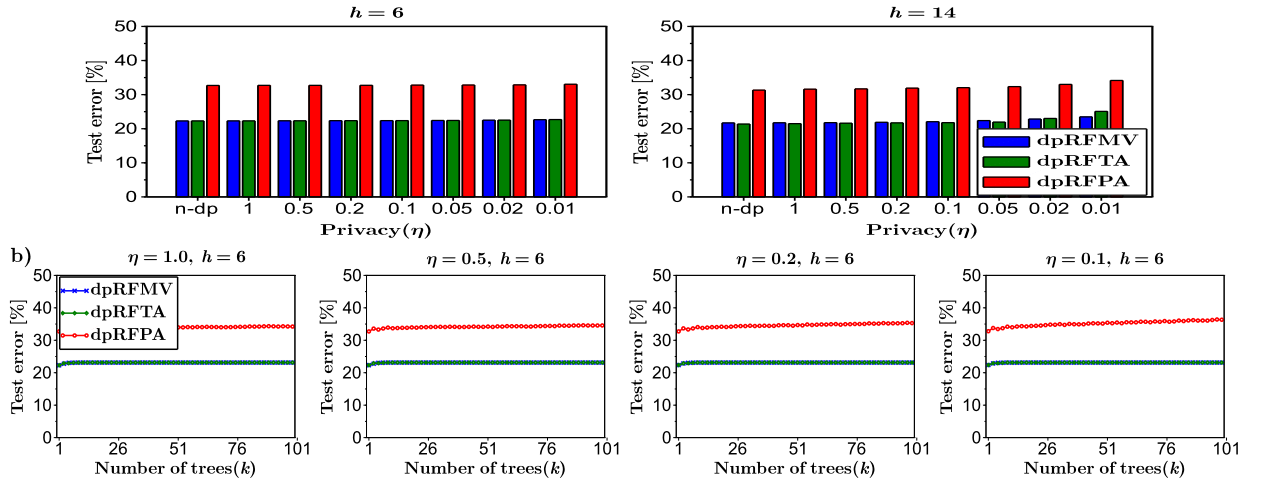 h = 6
h = 14
50
40
30
20
10
0
Test error [%]
n-dp 1 0.5 0.2 0.1 0.05 0.02 0.01
Privacy(η)
50
40
30
20
10
0
Test error [%]
dpRFMV
dpRFTA
dpRFPA
n-dp 1 0.5 0.2 0.1 0.05 0.02 0.01
Privacy(η)
b)
η = 1.0, h = 6
50
40
30
20
10
0
Test error [%]
dpRFMV
dpRFTA
dpRFPA
1 26 51 76 101
Number of trees(k)
η = 0.5, h = 6
50
40
30
20
10
0
Test error [%]
1 26 51 76 101
Number of trees(k)
η = 0.2, h = 6
50
40
30
20
10
0
Test error [%]
1 26 51 76 101
Number of trees(k)
η = 0.1, h = 6
50
40
30
20
10
0
Test error [%]
1 26 51 76 101
Number of trees(k)